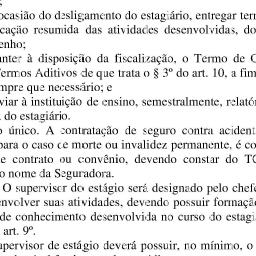 ocasião do desligamento do estagiário, entregar term
cação resumida das atividades desenvolvidas, do
enho;
anter à disposição da fiscalização, o Termo de C
Termos Aditivos de que trata o § 3º do art. 10, a fim
mpre que necessário; e
viar à instituição de ensino, semestralmente, relató
do estagiário.
o único. A contratação de seguro contra acident
para o caso de morte ou invalidez permanente, é co
e contrato ou convênio, devendo constar do TC
o nome da Seguradora.
O supervisor do estágio será designado pelo chefe
envolver suas atividades, devendo possuir formação
de conhecimento desenvolvida no curso do estagi
art. 9º.
upervisor de estágio deverá possuir, no mínimo, o